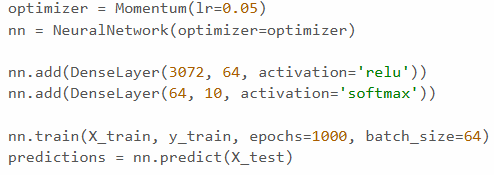 optimizer = Momentum(lr=0.05)
nn = NeuralNetwork(optimizer=optimizer)
nn.add(DenseLayer(3072, 64, activation='relu'))
nn.add(DenseLayer(64, 10, activation='softmax'))
nn.train(X_train, y_train, epochs=1000, batch_size=64)
predictions = nn.predict(X_test)